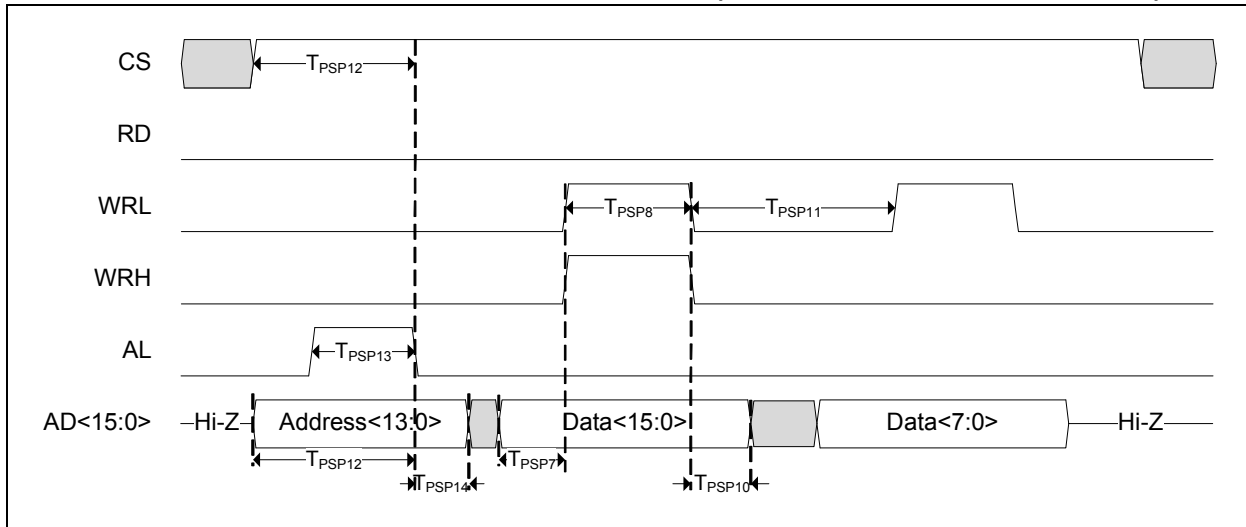 CS
TPSP12
RD
WRL
TPSP8
TPSP11
WRH
AL
TPSP13
AD<15:0>
Hi-Z
Address<13:0>
Data<15:0>
Data<7:0>
Hi-Z
TPSP12
TPSP7
TPSP14
TPSP10